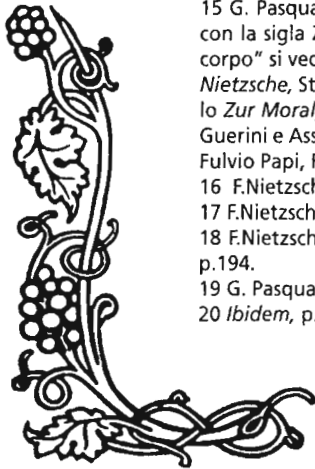 15 G. Pasqua
con la sigla
corpo" si ve
Nietzsche, St
lo Zur Moral
Guerini e Ass
Fulvio Papi, F
16 F.Nietzsch
17 F.Nietzsch
18 F.Nietzsch
p.194.
19 G. Pasqua
20 Ibidem, p.